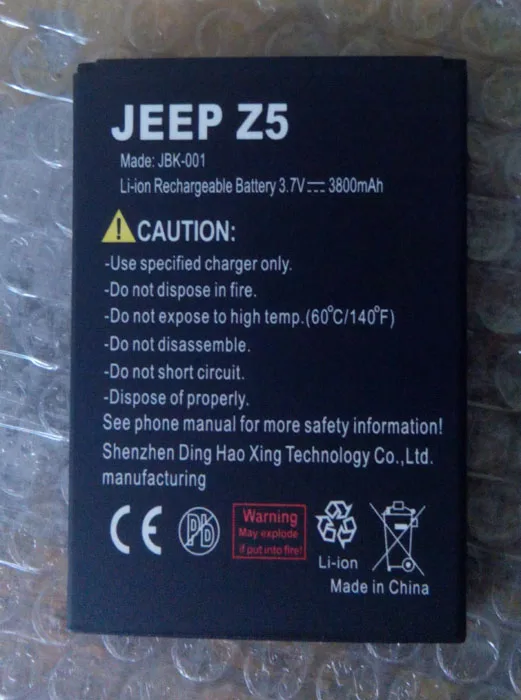 JEEP Z5
Made: JBK-001
Li-ion Rechargeable Battery 3.7V⎓3800mAh
CAUTION:
-Use specified charger only.
-Do not dispose in fire.
-Do not expose to high temp.(60°C/140°F)
-Do not disassemble.
-Do not short circuit.
-Dispose of properly.
See phone manual for more safety information!
Shenzhen Ding Hao Xing Technology Co.,Ltd.
manufacturing
CE Pb
Warning
May explode
if put into fire!
Li-ion
Made in China